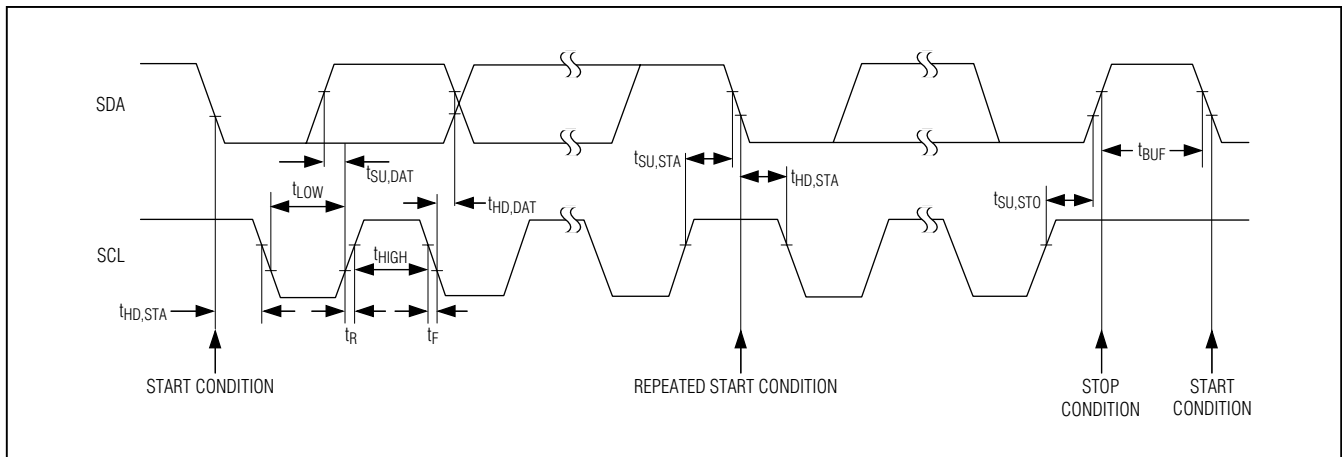 SDA
tSU,DAT
tLOW
tHD,DAT
tSU,STA
tHD,STA
tBUF
tSU,STO
SCL
tHIGH
tHD,STA
tR
tF
START CONDITION
REPEATED START CONDITION
STOP
CONDITION
START
CONDITION